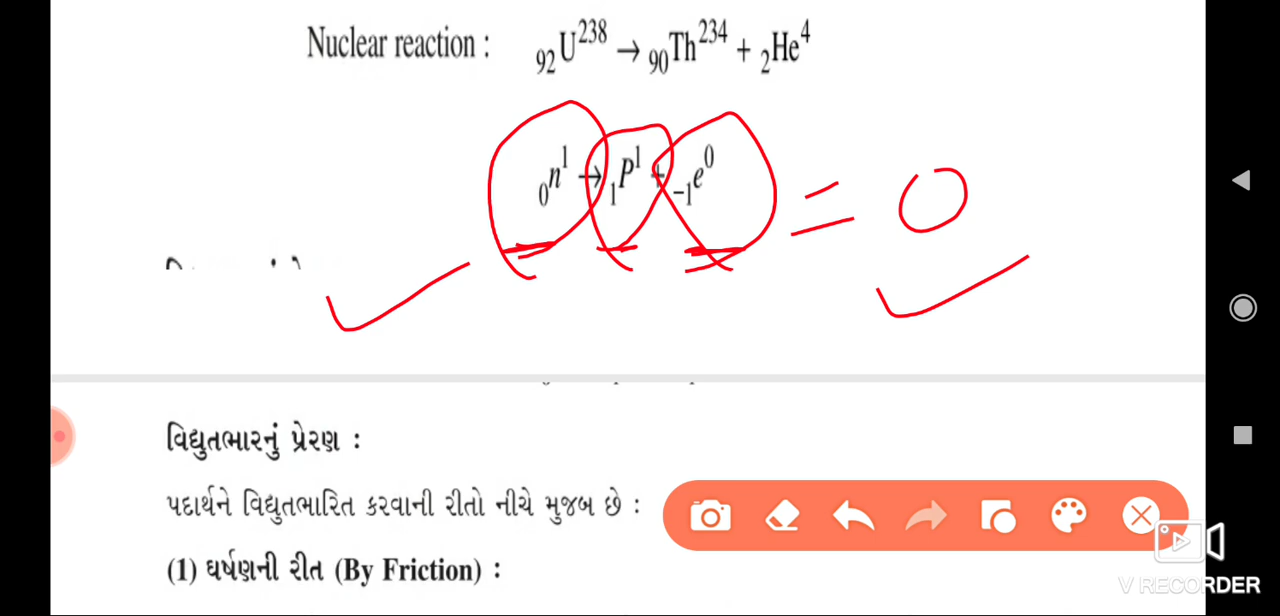 Nuclear reaction : ₉₂U²³⁸ → ₉₀Th²³⁴ + ₂He⁴
₀n¹ → ₁P¹ + ₋₁e⁰ = 0
વિદ્યુતભારનું પ્રેરણ :
પદાર્થને વિદ્યુતભારિત કરવાની રીતો નીચે મુજબ છે :
(1) ઘર્ષણની રીત (By Friction) :
V RECORDER